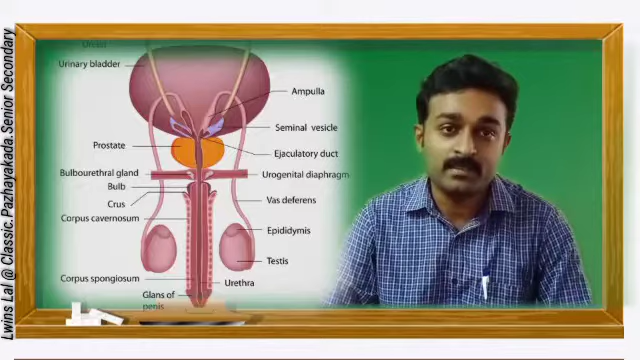 Lwins Lal @ Classic.Pazhayakada.Senior Secondary
Ureter
Urinary bladder
Ampulla
Seminal vesicle
Prostate
Ejaculatory duct
Bulbourethral gland
Urogenital diaphragm
Bulb
Vas deferens
Crus
Corpus cavernosum
Epididymis
Testis
Corpus spongiosum
Urethra
Glans of
penis